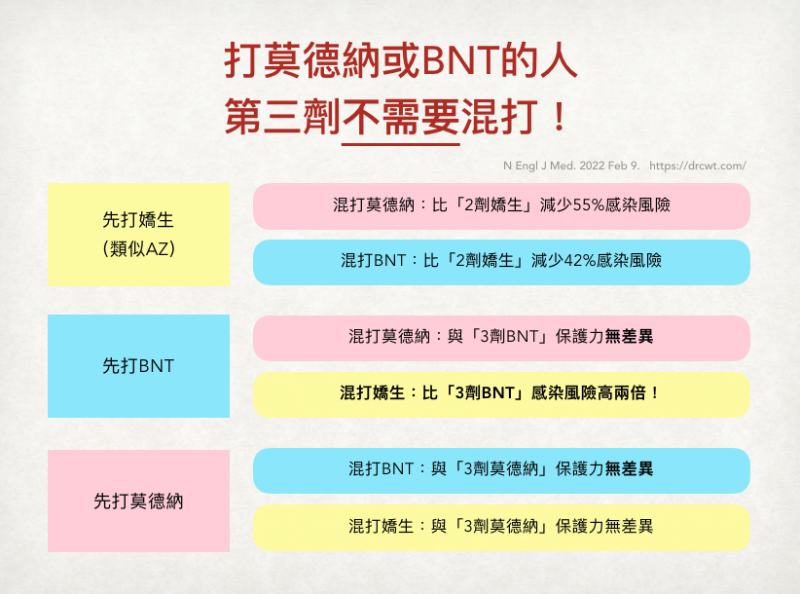 打莫德納或BNT的人
第三劑不需要混打！
N Engl J Med. 2022 Feb 9. https://drcwt.com/
先打嬌生
（類似AZ）
混打莫德納：比「2劑嬌生」減少55%感染風險
混打BNT：比「2劑嬌生」減少42%感染風險
先打BNT
混打莫德納：與「3劑BNT」保護力無差異
混打嬌生：比「3劑BNT」感染風險高兩倍！
先打莫德納
混打BNT：與「3劑莫德納」保護力無差異
混打嬌生：與「3劑莫德納」保護力無差異